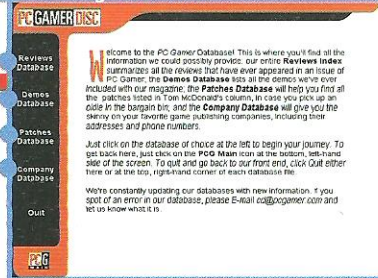 PC GAMER DISC
Reviews
Database
Demos
Database
Patches
Database
Company
Database
Quit
PCG
MAIN
Welcome to the PC Gamer Database! This is where you'll find all the
information we could possibly provide. our entire Reviews Index
summarizes all the reviews that have ever appeared in an issue of
PC Gamer; the Demos Database lists all the demos we've ever
included with our magazine; the Patches Database will help you find all
the patches listed in Tom McDonald's column, in case you pick up an
oldie in the bargain bin; and the Company Database will give you the
skinny on your favorite game publishing companies, including their
addresses and phone numbers.
Just click on the database of choice at the left to begin your journey. To
get back here, just click on the PCG Main icon at the bottom, left-hand
side of the screen. To quit and go back to our front end, click Quit either
here or at the top, right-hand corner of each database file.
We're constantly updating our databases with new information. If you
spot of an error in our database, please E-mail cd@pcgamer.com and
let us know what it is.